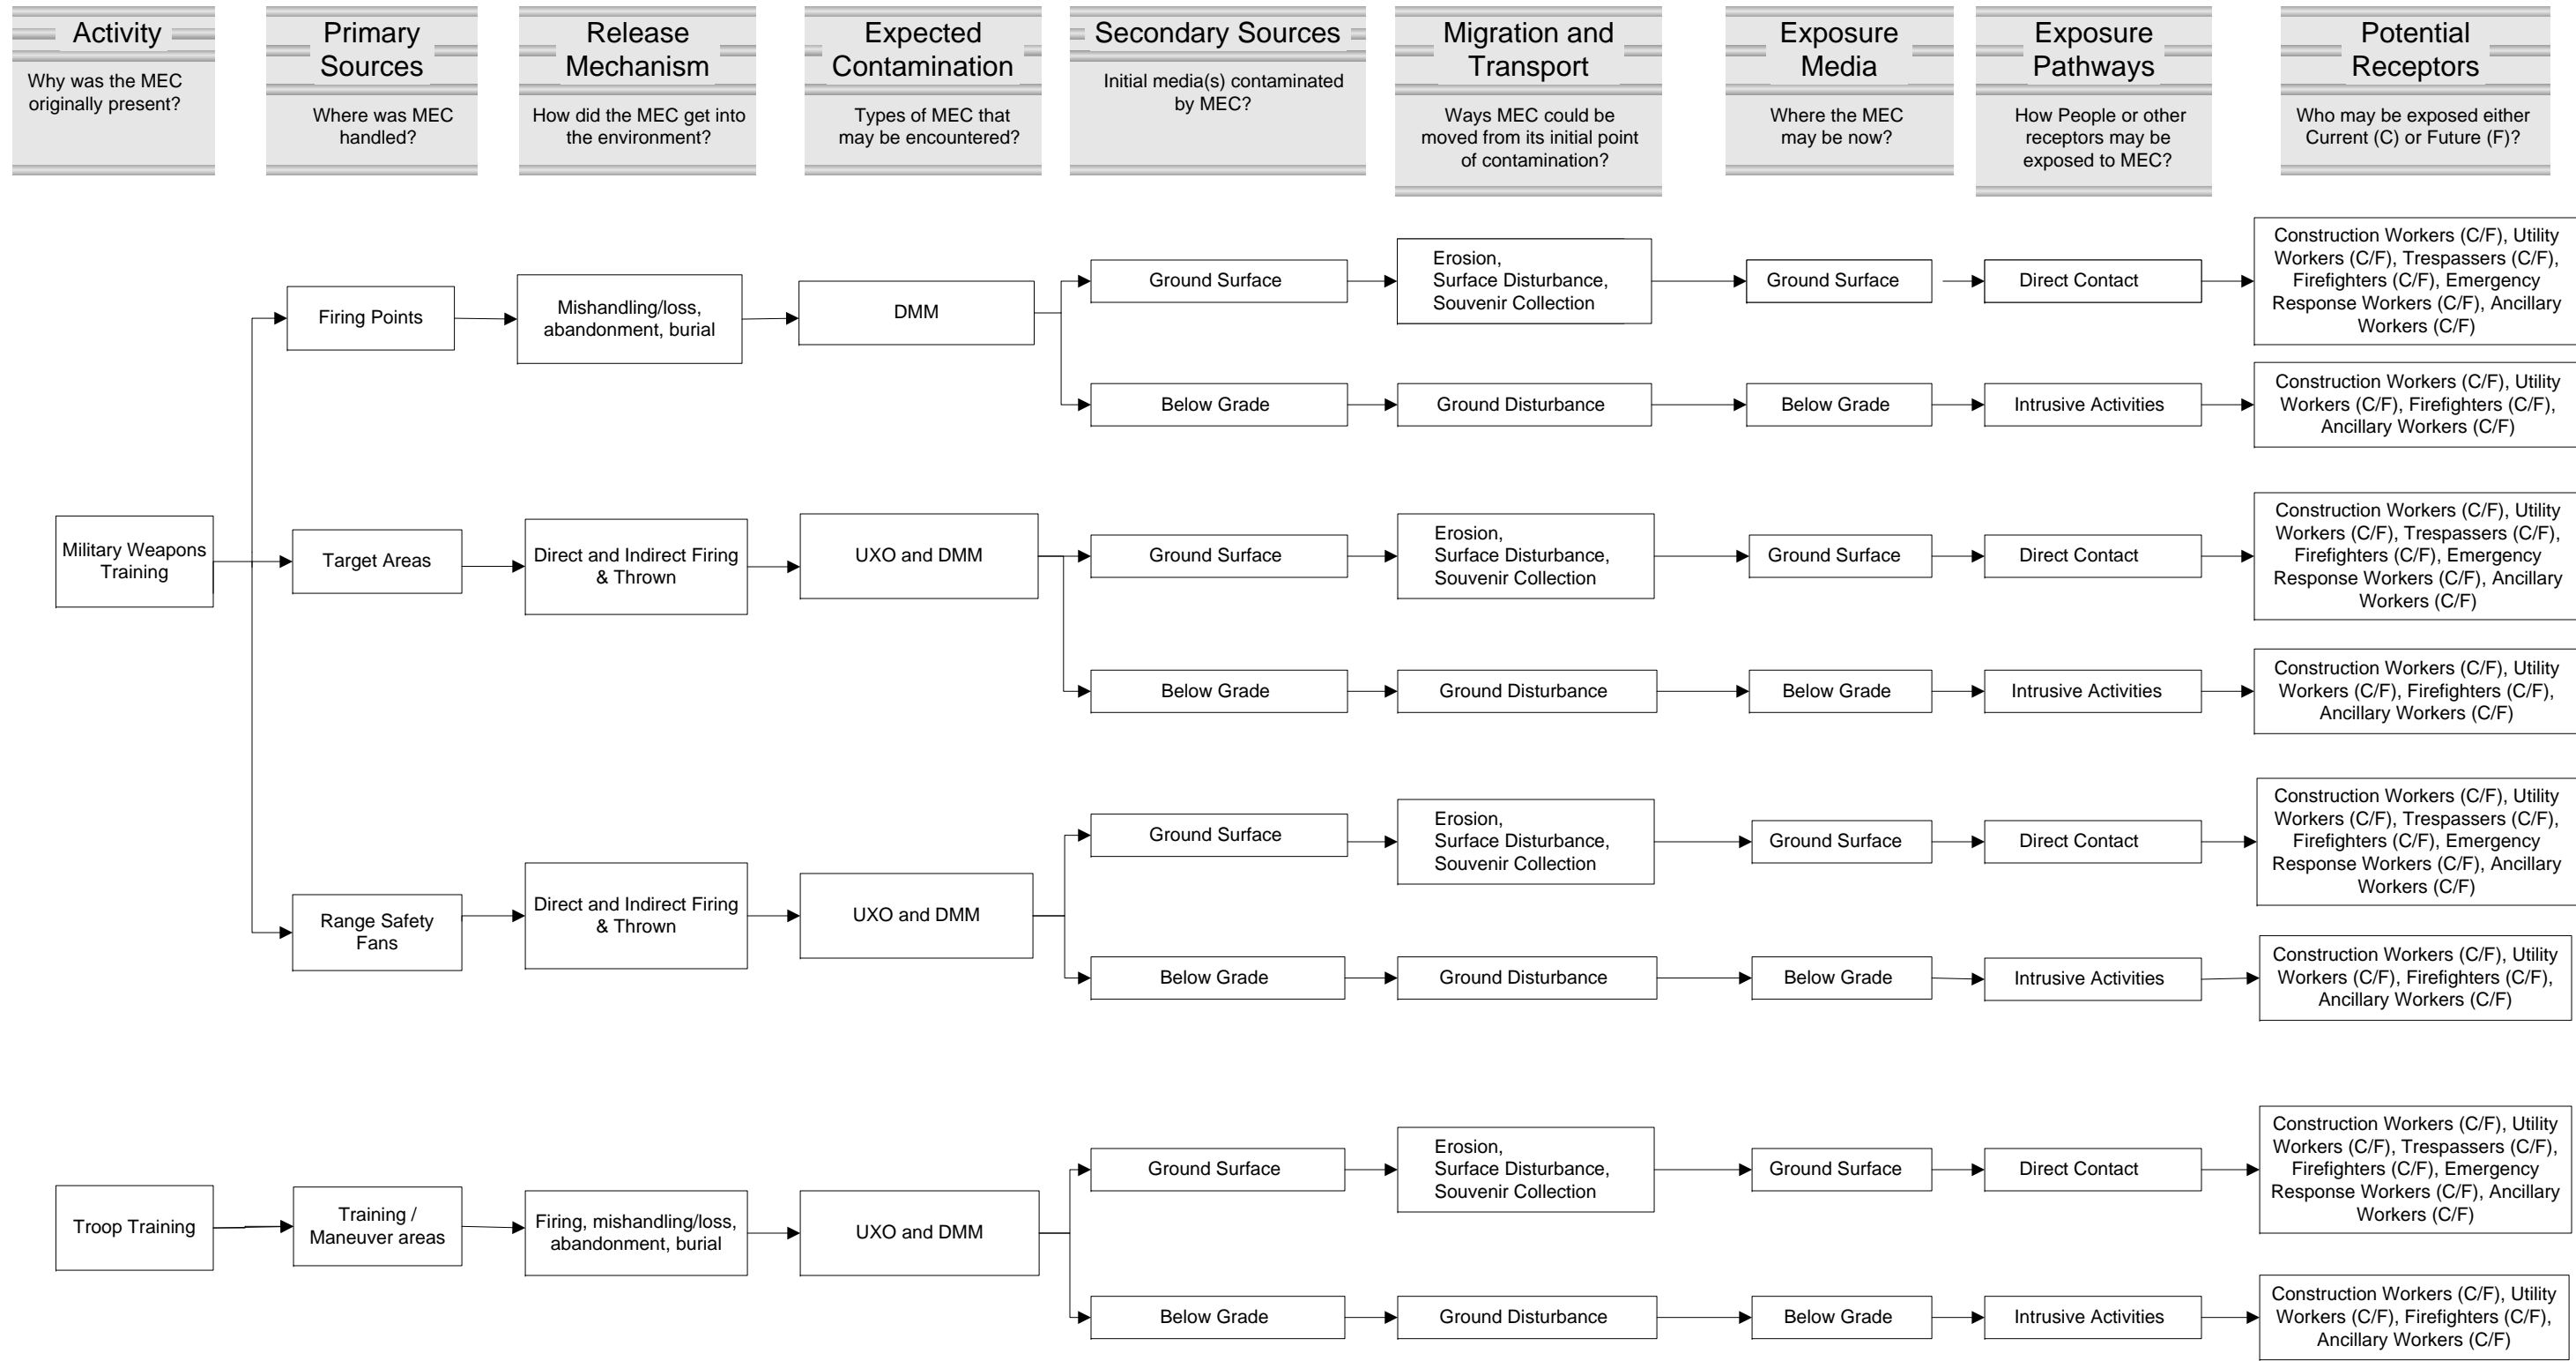 Activity
Why was the MEC
originally present?
Primary
Sources
Where was MEC
handled?
Release
Mechanism
How did the MEC get into
the environment?
Expected
Contamination
Types of MEC that
may be encountered?
Secondary Sources
Initial media(s) contaminated
by MEC?
Migration and
Transport
Ways MEC could be
moved from its initial point
of contamination?
Exposure
Media
Where the MEC
may be now?
Exposure
Pathways
How People or other
receptors may be
exposed to MEC?
Potential
Receptors
Who may be exposed either
Current (C) or Future (F)?
Military Weapons
Training
Firing Points
Mishandling/loss,
abandonment, burial
DMM
Ground Surface
Erosion,
Surface Disturbance,
Souvenir Collection
Ground Surface
Direct Contact
Construction Workers (C/F), Utility
Workers (C/F), Trespassers (C/F),
Firefighters (C/F), Emergency
Response Workers (C/F), Ancillary
Workers (C/F)
Below Grade
Ground Disturbance
Below Grade
Intrusive Activities
Construction Workers (C/F), Utility
Workers (C/F), Firefighters (C/F),
Ancillary Workers (C/F)
Target Areas
Direct and Indirect Firing
& Thrown
UXO and DMM
Ground Surface
Erosion,
Surface Disturbance,
Souvenir Collection
Ground Surface
Direct Contact
Construction Workers (C/F), Utility
Workers (C/F), Trespassers (C/F),
Firefighters (C/F), Emergency
Response Workers (C/F), Ancillary
Workers (C/F)
Below Grade
Ground Disturbance
Below Grade
Intrusive Activities
Construction Workers (C/F), Utility
Workers (C/F), Firefighters (C/F),
Ancillary Workers (C/F)
Range Safety
Fans
Direct and Indirect Firing
& Thrown
UXO and DMM
Ground Surface
Erosion,
Surface Disturbance,
Souvenir Collection
Ground Surface
Direct Contact
Construction Workers (C/F), Utility
Workers (C/F), Trespassers (C/F),
Firefighters (C/F), Emergency
Response Workers (C/F), Ancillary
Workers (C/F)
Below Grade
Ground Disturbance
Below Grade
Intrusive Activities
Construction Workers (C/F), Utility
Workers (C/F), Firefighters (C/F),
Ancillary Workers (C/F)
Troop Training
Training /
Maneuver areas
Firing, mishandling/loss,
abandonment, burial
UXO and DMM
Ground Surface
Erosion,
Surface Disturbance,
Souvenir Collection
Ground Surface
Direct Contact
Construction Workers (C/F), Utility
Workers (C/F), Trespassers (C/F),
Firefighters (C/F), Emergency
Response Workers (C/F), Ancillary
Workers (C/F)
Below Grade
Ground Disturbance
Below Grade
Intrusive Activities
Construction Workers (C/F), Utility
Workers (C/F), Firefighters (C/F),
Ancillary Workers (C/F)